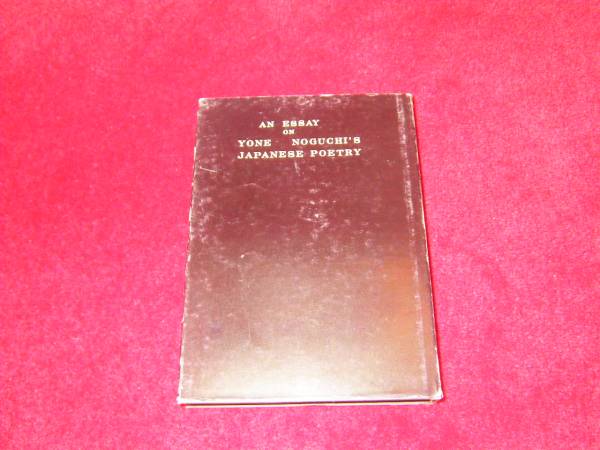 AN ESSAY
ON
YONE NOGUCHI'S
JAPANESE POETRY